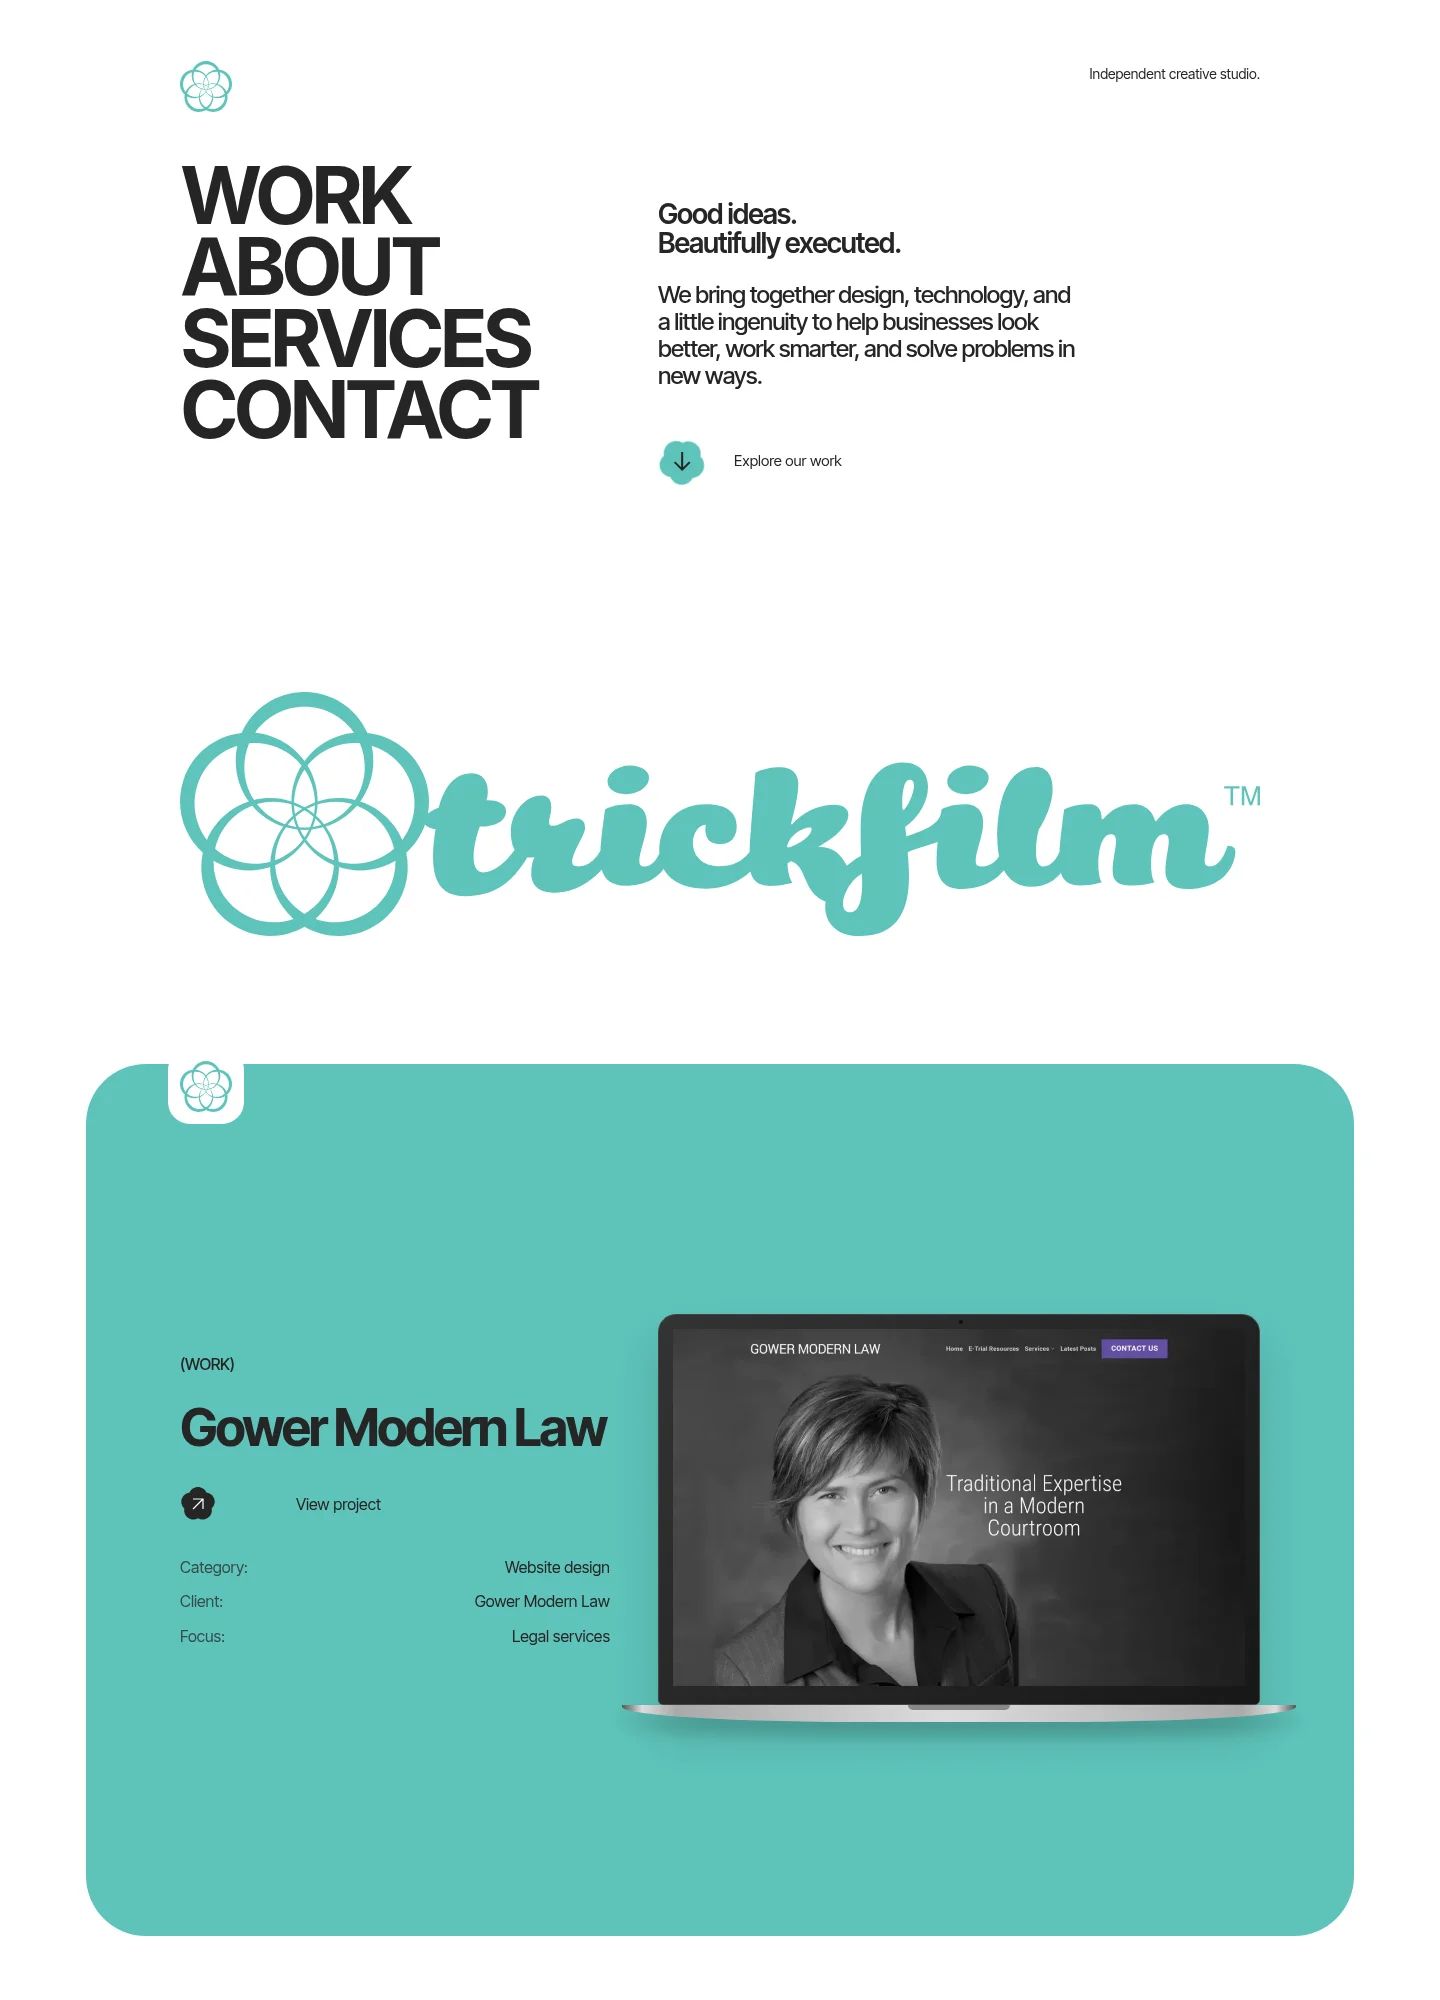 Independent creative studio.
WORK
ABOUT
SERVICES
CONTACT
Good ideas.
Beautifully executed.
We bring together design, technology, and
a little ingenuity to help businesses look
better, work smarter, and solve problems in
new ways.
Explore our work
trickfilm™
(WORK)
Gower Modern Law
View project
Category: Website design
Client: Gower Modern Law
Focus: Legal services
GOWER MODERN LAW Home E-Trial Resources Services Latest Posts CONTACT US
Traditional Expertise
in a Modern
Courtroom